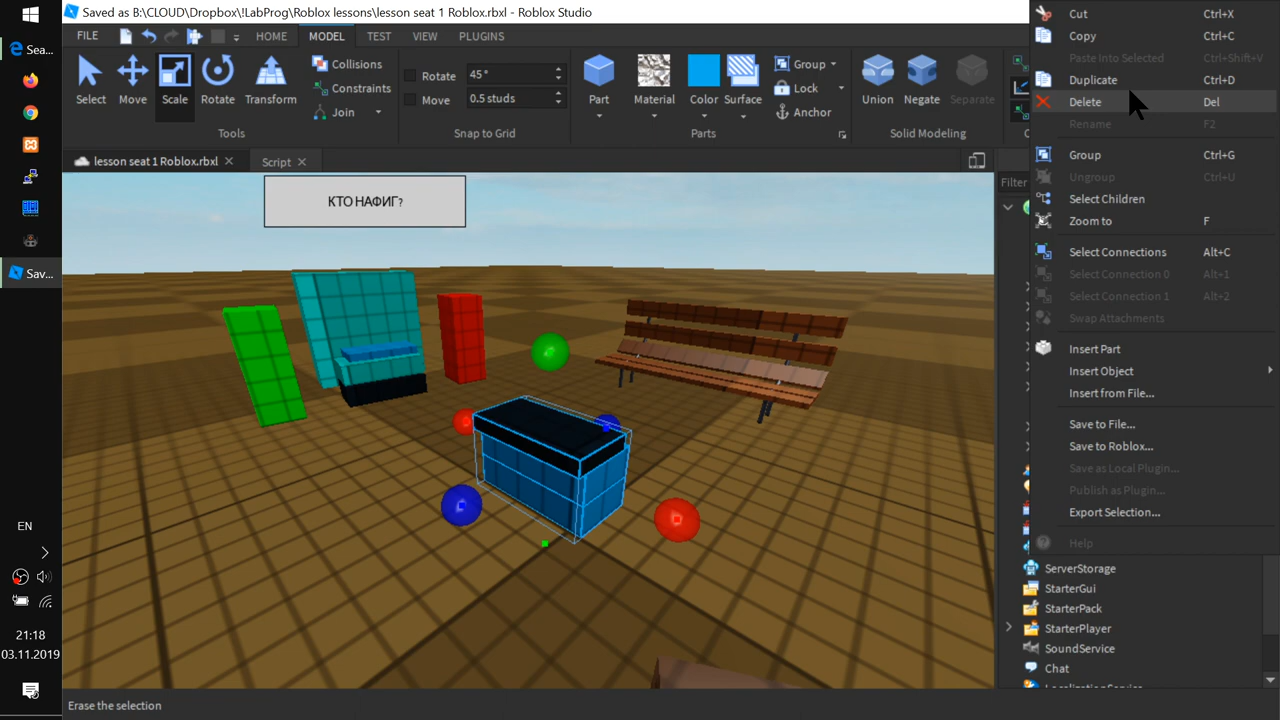 Saved as B:\CLOUD\Dropbox\!LabProg\Roblox lessons\lesson seat 1 Roblox.rbxl - Roblox Studio
FILE HOME MODEL TEST VIEW PLUGINS
Select Move Scale Rotate Transform
Collisions
Constraints
Join
Tools
Rotate 45°
Move 0.5 studs
Snap to Grid
Part Material Color Surface
Group
Lock
Anchor
Parts
Union Negate Separate
Solid Modeling
lesson seat 1 Roblox.rbxl Script
КТО НАФИГ?
Filter
Cut Ctrl+X
Copy Ctrl+C
Paste Into Selected Ctrl+Shift+V
Duplicate Ctrl+D
Delete Del
Rename F2
Group Ctrl+G
Ungroup Ctrl+U
Select Children
Zoom to F
Select Connections Alt+C
Select Connection 0 Alt+1
Select Connection 1 Alt+2
Swap Attachments
Insert Part
Insert Object
Insert from File...
Save to File...
Save to Roblox...
Save as Local Plugin...
Publish as Plugin...
Export Selection...
Help
ServerStorage
StarterGui
StarterPack
StarterPlayer
SoundService
Chat
LocalizationService
Sea...
Sav...
EN
21:18
03.11.2019
Erase the selection